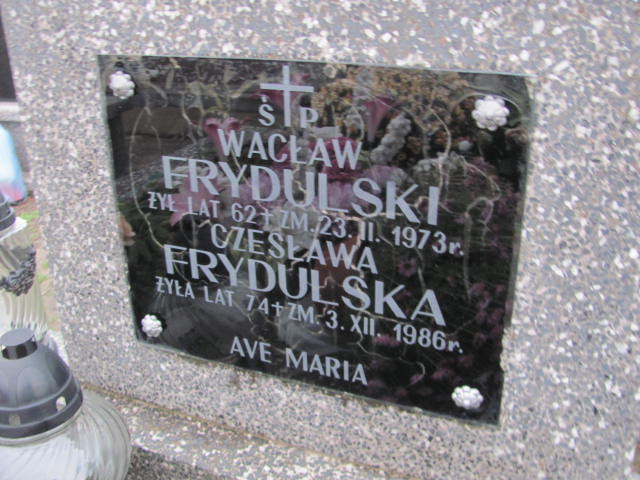 Ś P
WACŁAW
FRYDULSKI
ŻYŁ LAT 62 + ZM. 23. II. 1973r.
CZESŁAWA
FRYDULSKA
ŻYŁA LAT 74 + ZM. 3. XII. 1986r.
AVE MARIA